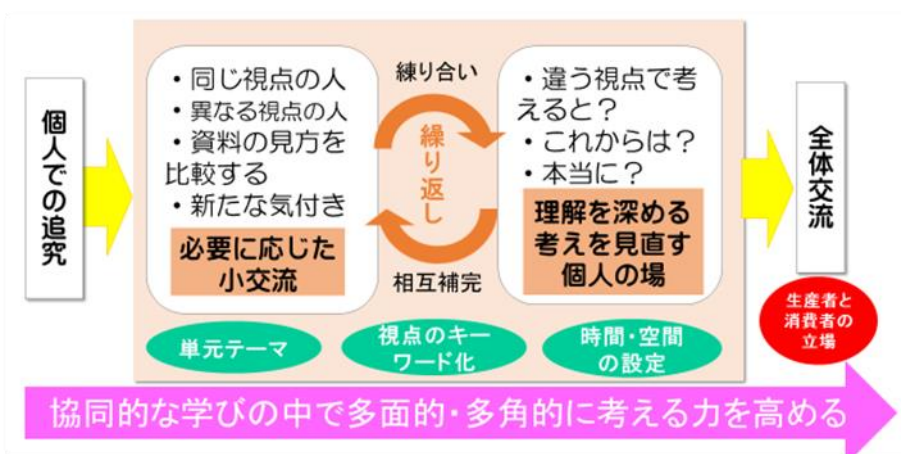 個人での追究
・同じ視点の人
・異なる視点の人
・資料の見方を
比較する
・新たな気付き
必要に応じた
小交流
練り合い
繰り返し
相互補完
・違う視点で考
えると？
・これからは？
・本当に？
理解を深める
考えを見直す
個人の場
全体交流
生産者と
消費者の
立場
単元テーマ
視点のキー
ワード化
時間・空間
の設定
協同的な学びの中で多面的・多角的に考える力を高める